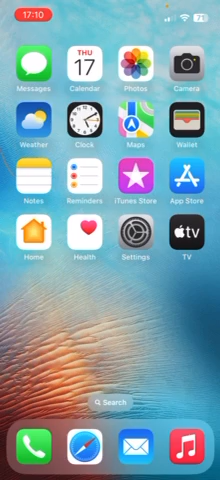 17:10
Messages Calendar Photos Camera
THU
17
Weather Clock Maps Wallet
Notes Reminders iTunes Store App Store
tv
Home Health Settings TV
Search